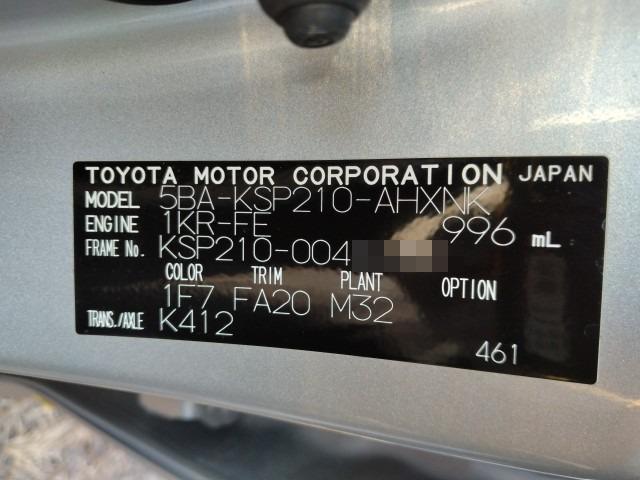 TOYOTA MOTOR CORPORATION JAPAN
MODEL 5BA-KSP210-AHXNK
ENGINE 1KR-FE 996 mL
FRAME No. KSP210-004
COLOR TRIM PLANT OPTION
1F7 FA20 M32
TRANS./AXLE K412
461